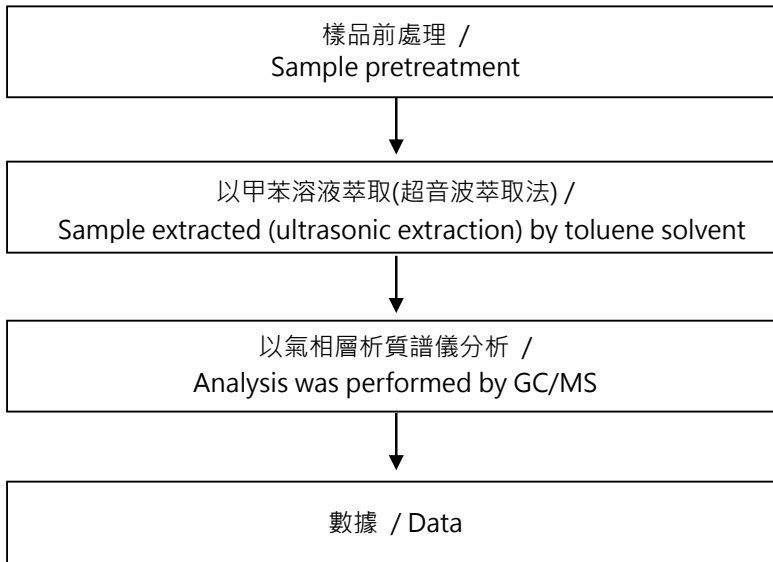 樣品前處理 /
Sample pretreatment
以甲苯溶液萃取(超音波萃取法) /
Sample extracted (ultrasonic extraction) by toluene solvent
以氣相層析質譜儀分析 /
Analysis was performed by GC/MS
數據 / Data